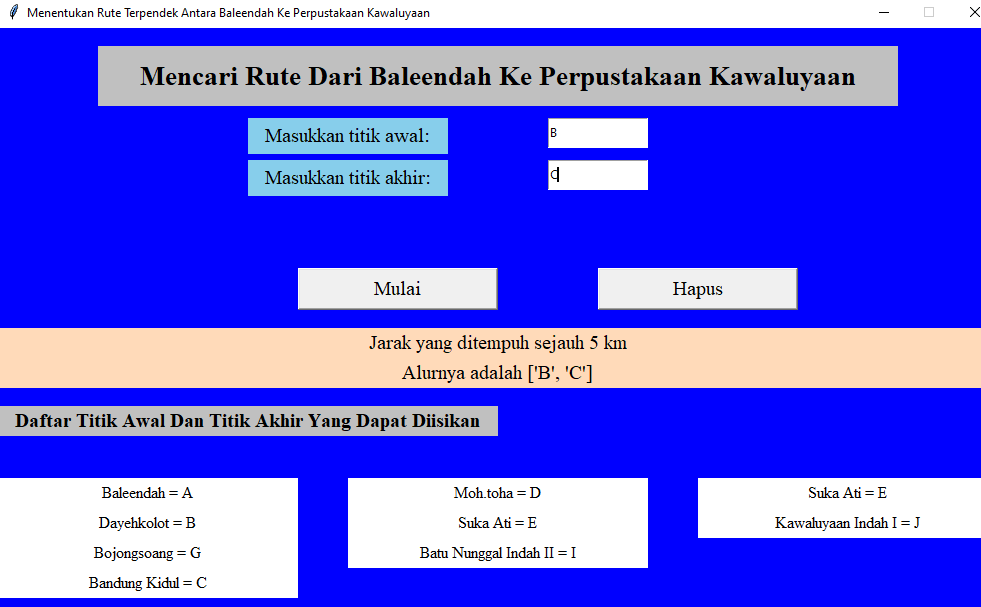 Menentukan Rute Terpendek Antara Baleendah Ke Perpustakaan Kawaluyaan
Mencari Rute Dari Baleendah Ke Perpustakaan Kawaluyaan
Masukkan titik awal: B
Masukkan titik akhir: C
Mulai Hapus
Jarak yang ditempuh sejauh 5 km
Alurnya adalah ['B', 'C']
Daftar Titik Awal Dan Titik Akhir Yang Dapat Diisikan
Baleendah = A
Dayehkolot = B
Bojongsoang = G
Bandung Kidul = C
Moh.toha = D
Suka Ati = E
Batu Nunggal Indah II = I
Suka Ati = E
Kawaluyaan Indah I = J